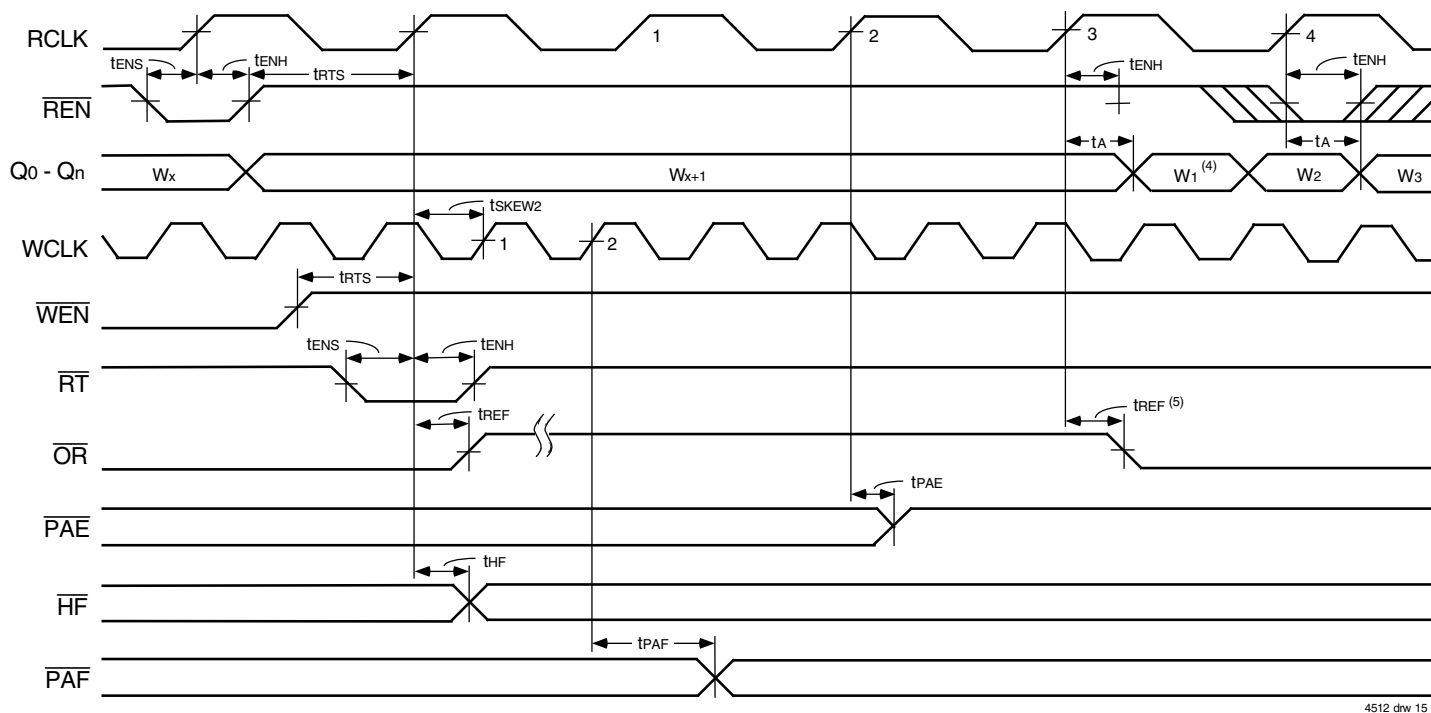 RCLK 1 2 3 4
tENS tENH tRTS tENH tENH
REN
tA tA
Q0 - Qn Wx Wx+1 W1 (4) W2 W3
tSKEW2
WCLK 1 2
tRTS
WEN
tENS tENH
RT
tREF tREF (5)
OR
tPAE
PAE
tHF
HF
tPAF
PAF
4512 drw 15